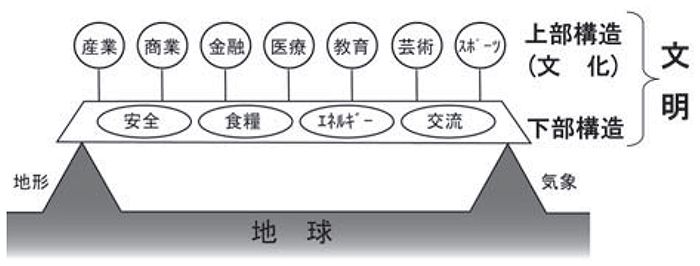 産業 商業 金融 医療 教育 芸術 ｽﾎﾟｰﾂ
上部構造
（文　化）
文明
安全 食糧 ｴﾈﾙｷﾞｰ 交流
下部構造
地形
気象
地　球